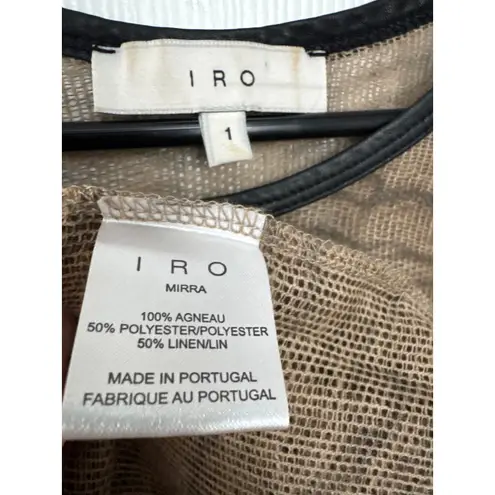 IRO
1
IRO
MIRRA
100% AGNEAU
50% POLYESTER/POLYESTER
50% LINEN/LIN
MADE IN PORTUGAL
FABRIQUE AU PORTUGAL